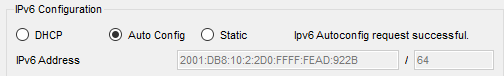 IPv6 Configuration
DHCP Auto Config Static Ipv6 Autoconfig request successful.
IPv6 Address 2001:DB8:10:2:2D0:FFFF:FEAD:922B / 64